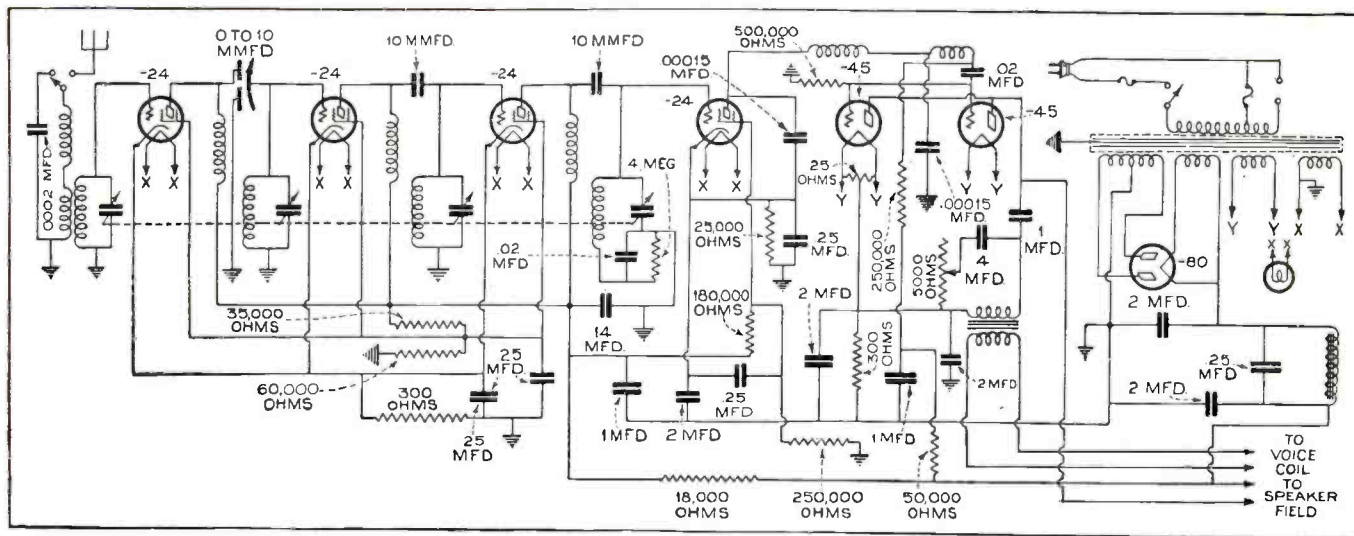 0 TO 10
MMFD.
10 MMFD.
10 MMFD.
500,000
OHMS
.00015
MFD.
-24
-24
-24
-24
-45
.02
MFD
-45
.0002 MFD.
X X
X X
X X
X X
4 MEG
.02
MFD
.25
OHMS
Y Y
Y Y
.00015
MFD.
25,000
OHMS
.25
MFD.
250,000
OHMS
5000
OHMS
4
MFD.
1
MFD.
Y Y X X
X X
-80
2 MFD.
35,000
OHMS
60,000
OHMS
300
OHMS
.25
MFD.
.25
MFD
14
MFD.
180,000
OHMS
2 MFD
.25
MFD
1 MFD
2 MFD
300
OHMS
1 MFD
2 MFD
.25
MFD
2 MFD.
18,000
OHMS
250,000
OHMS
50,000
OHMS
TO
VOICE
COIL
TO
SPEAKER
FIELD